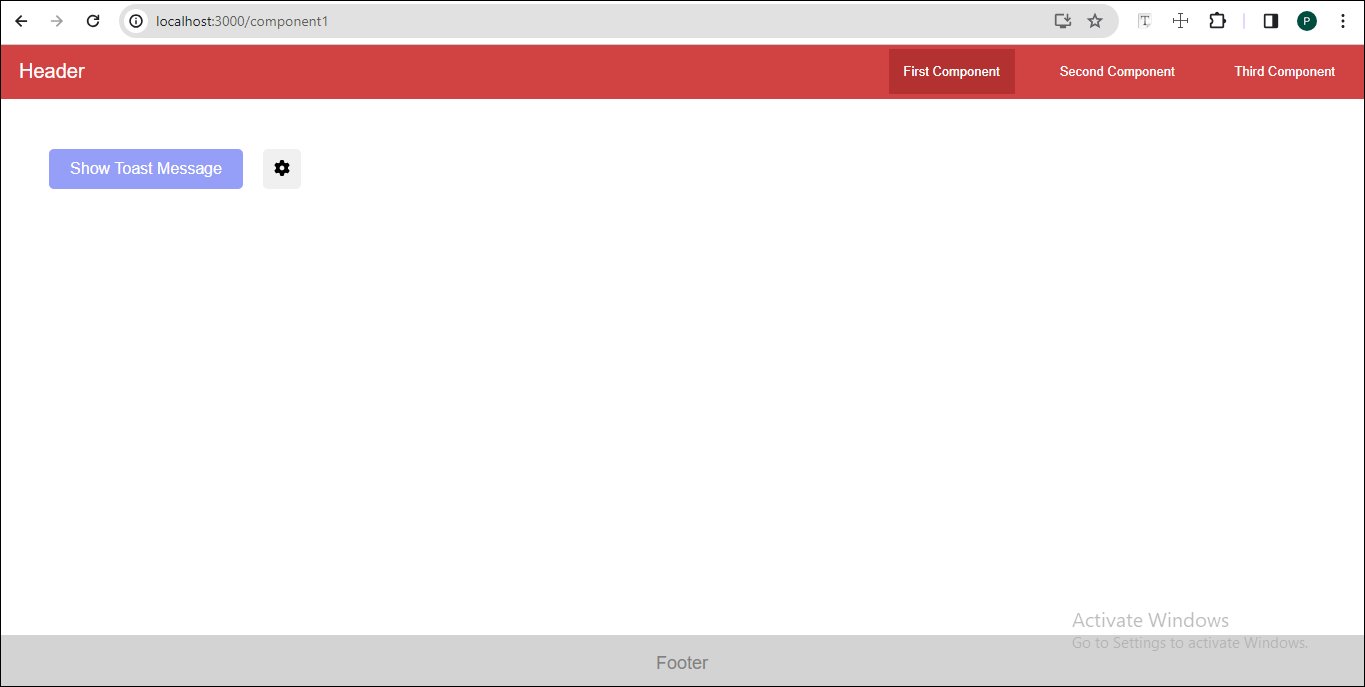 localhost:3000/component1
T
P
Header
First Component
Second Component
Third Component
Show Toast Message
Activate Windows
Go to Settings to activate Windows.
Footer